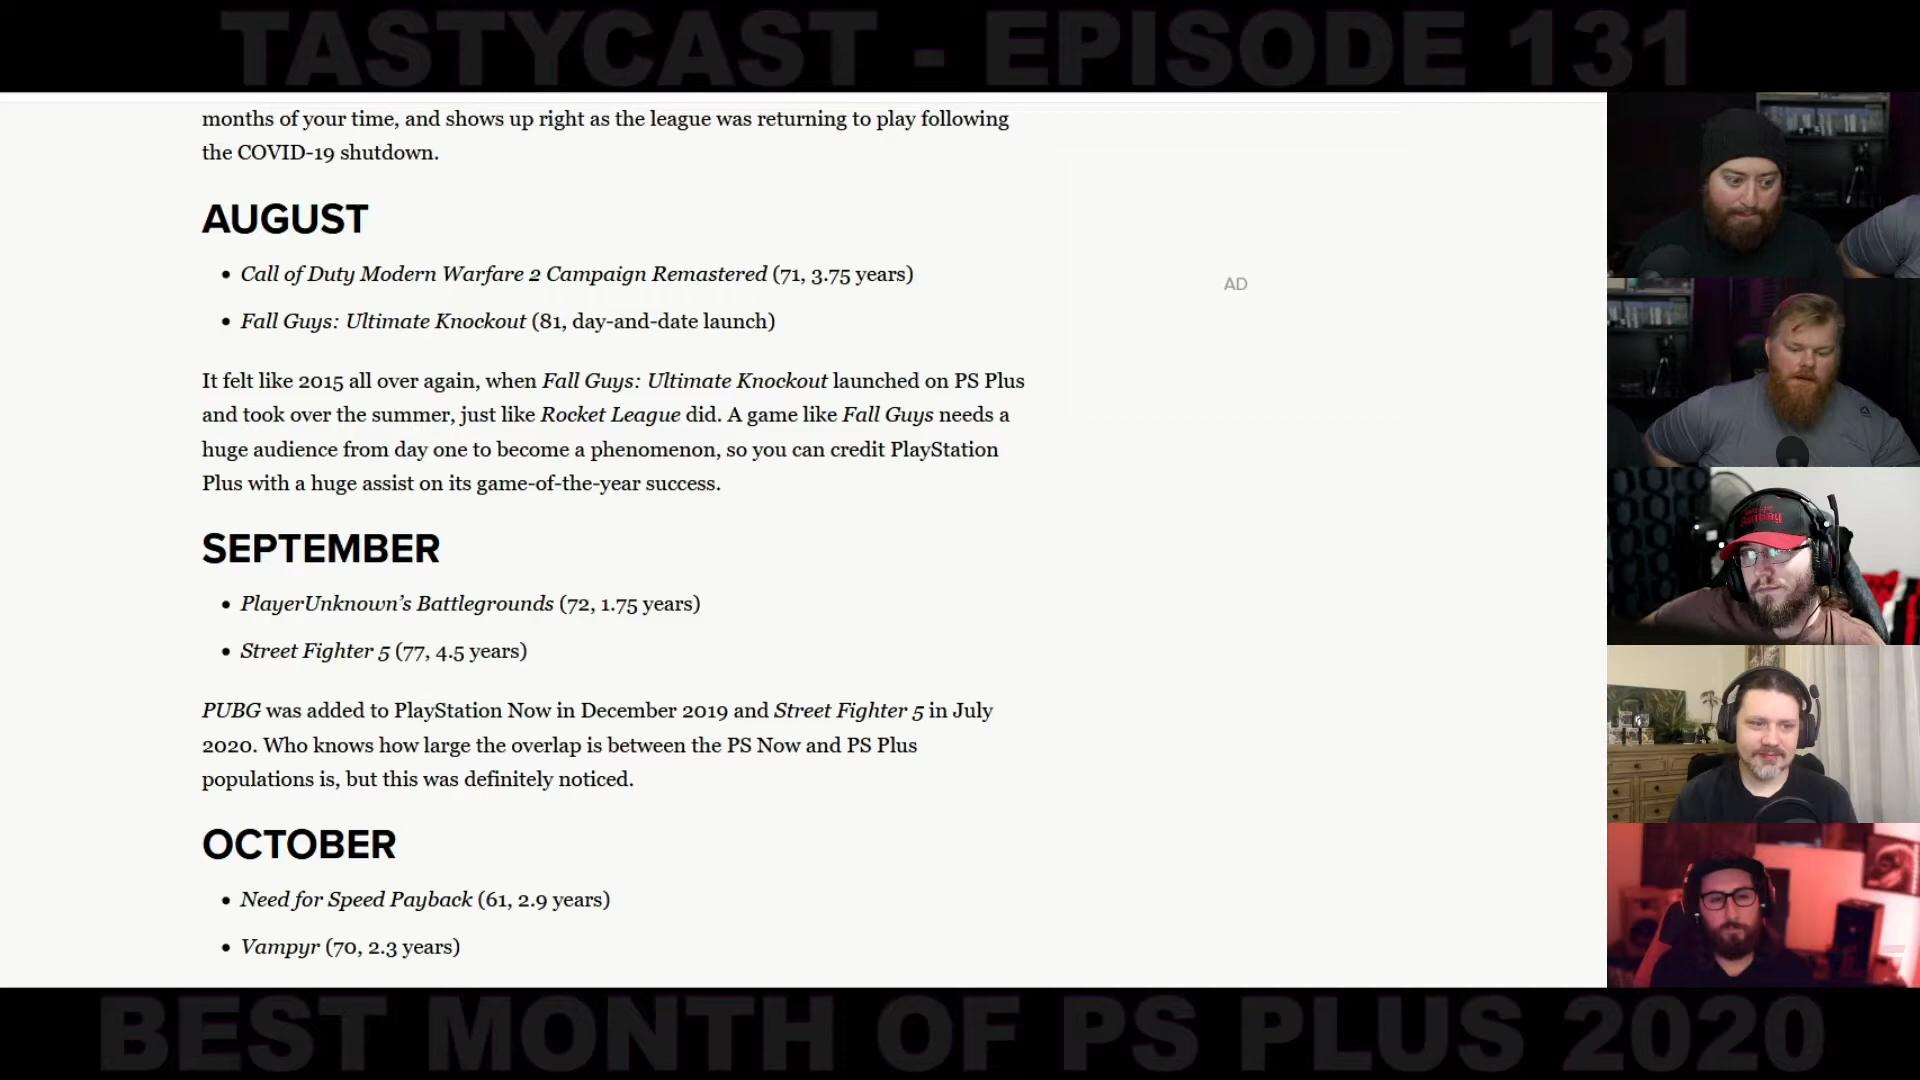 TASTYCAST - EPISODE 131
months of your time, and shows up right as the league was returning to play following
the COVID-19 shutdown.
AUGUST
• Call of Duty Modern Warfare 2 Campaign Remastered (71, 3.75 years)
• Fall Guys: Ultimate Knockout (81, day-and-date launch)
It felt like 2015 all over again, when Fall Guys: Ultimate Knockout launched on PS Plus
and took over the summer, just like Rocket League did. A game like Fall Guys needs a
huge audience from day one to become a phenomenon, so you can credit PlayStation
Plus with a huge assist on its game-of-the-year success.
SEPTEMBER
• PlayerUnknown’s Battlegrounds (72, 1.75 years)
• Street Fighter 5 (77, 4.5 years)
PUBG was added to PlayStation Now in December 2019 and Street Fighter 5 in July
2020. Who knows how large the overlap is between the PS Now and PS Plus
populations is, but this was definitely noticed.
OCTOBER
• Need for Speed Payback (61, 2.9 years)
• Vampyr (70, 2.3 years)
AD
Gaming
BEST MONTH OF PS PLUS 2020